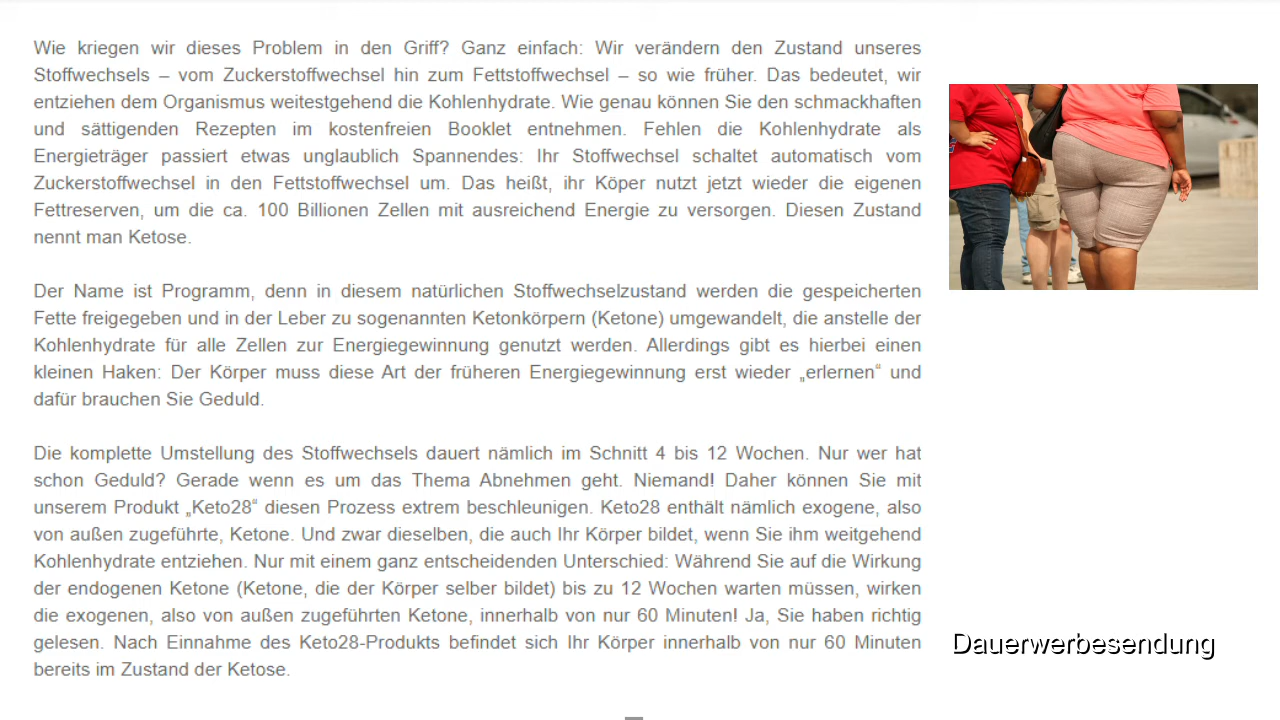 Wie kriegen wir dieses Problem in den Griff? Ganz einfach: Wir verändern den Zustand unseres
Stoffwechsels – vom Zuckerstoffwechsel hin zum Fettstoffwechsel – so wie früher. Das bedeutet, wir
entziehen dem Organismus weitestgehend die Kohlenhydrate. Wie genau können Sie den schmackhaften
und sättigenden Rezepten im kostenfreien Booklet entnehmen. Fehlen die Kohlenhydrate als
Energieträger passiert etwas unglaublich Spannendes: Ihr Stoffwechsel schaltet automatisch vom
Zuckerstoffwechsel in den Fettstoffwechsel um. Das heißt, ihr Köper nutzt jetzt wieder die eigenen
Fettreserven, um die ca. 100 Billionen Zellen mit ausreichend Energie zu versorgen. Diesen Zustand
nennt man Ketose.
Der Name ist Programm, denn in diesem natürlichen Stoffwechselzustand werden die gespeicherten
Fette freigegeben und in der Leber zu sogenannten Ketonkörpern (Ketone) umgewandelt, die anstelle der
Kohlenhydrate für alle Zellen zur Energiegewinnung genutzt werden. Allerdings gibt es hierbei einen
kleinen Haken: Der Körper muss diese Art der früheren Energiegewinnung erst wieder „erlernen“ und
dafür brauchen Sie Geduld.
Die komplette Umstellung des Stoffwechsels dauert nämlich im Schnitt 4 bis 12 Wochen. Nur wer hat
schon Geduld? Gerade wenn es um das Thema Abnehmen geht. Niemand! Daher können Sie mit
unserem Produkt „Keto28“ diesen Prozess extrem beschleunigen. Keto28 enthält nämlich exogene, also
von außen zugeführte, Ketone. Und zwar dieselben, die auch Ihr Körper bildet, wenn Sie ihm weitgehend
Kohlenhydrate entziehen. Nur mit einem ganz entscheidenden Unterschied: Während Sie auf die Wirkung
der endogenen Ketone (Ketone, die der Körper selber bildet) bis zu 12 Wochen warten müssen, wirken
die exogenen, also von außen zugeführten Ketone, innerhalb von nur 60 Minuten! Ja, Sie haben richtig
gelesen. Nach Einnahme des Keto28-Produkts befindet sich Ihr Körper innerhalb von nur 60 Minuten
bereits im Zustand der Ketose.
Dauerwerbesendung